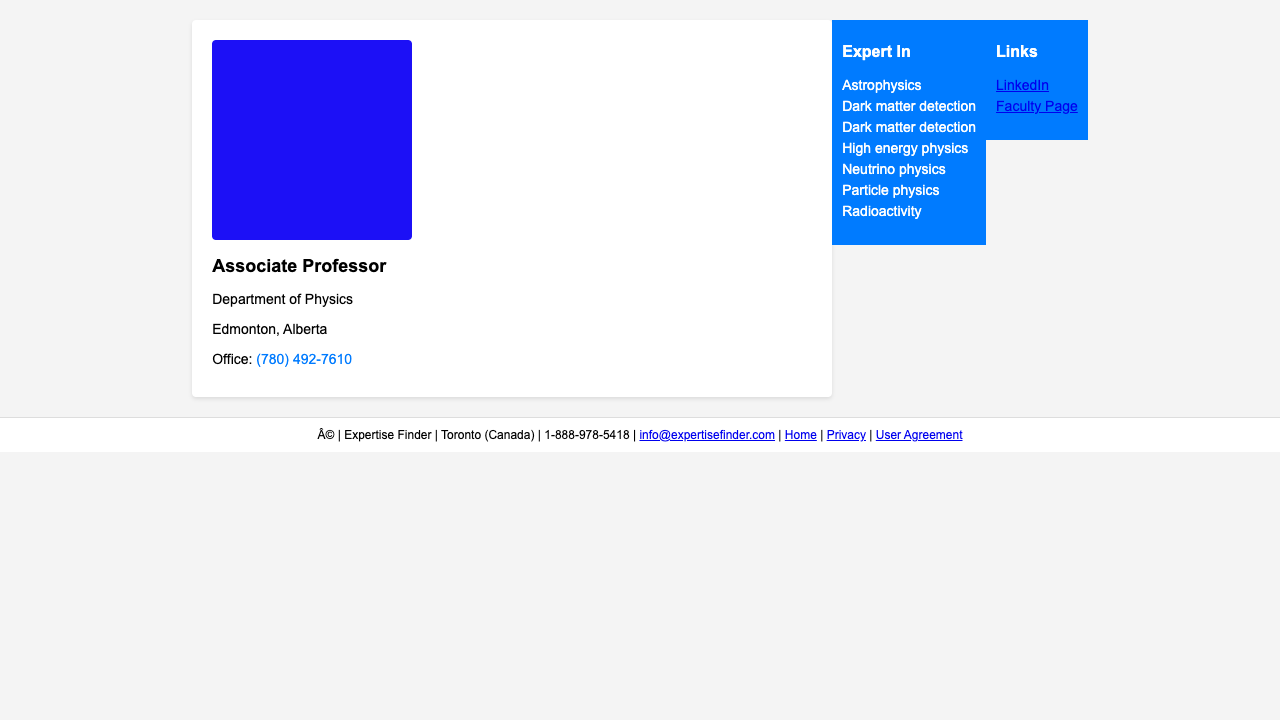 Associate Professor
Department of Physics
Edmonton, Alberta
Office: (780) 492-7610
Expert In
Astrophysics
Dark matter detection
Dark matter detection
High energy physics
Neutrino physics
Particle physics
Radioactivity
Links
LinkedIn
Faculty Page
Â© | Expertise Finder | Toronto (Canada) | 1-888-978-5418 | info@expertisefinder.com | Home | Privacy | User Agreement